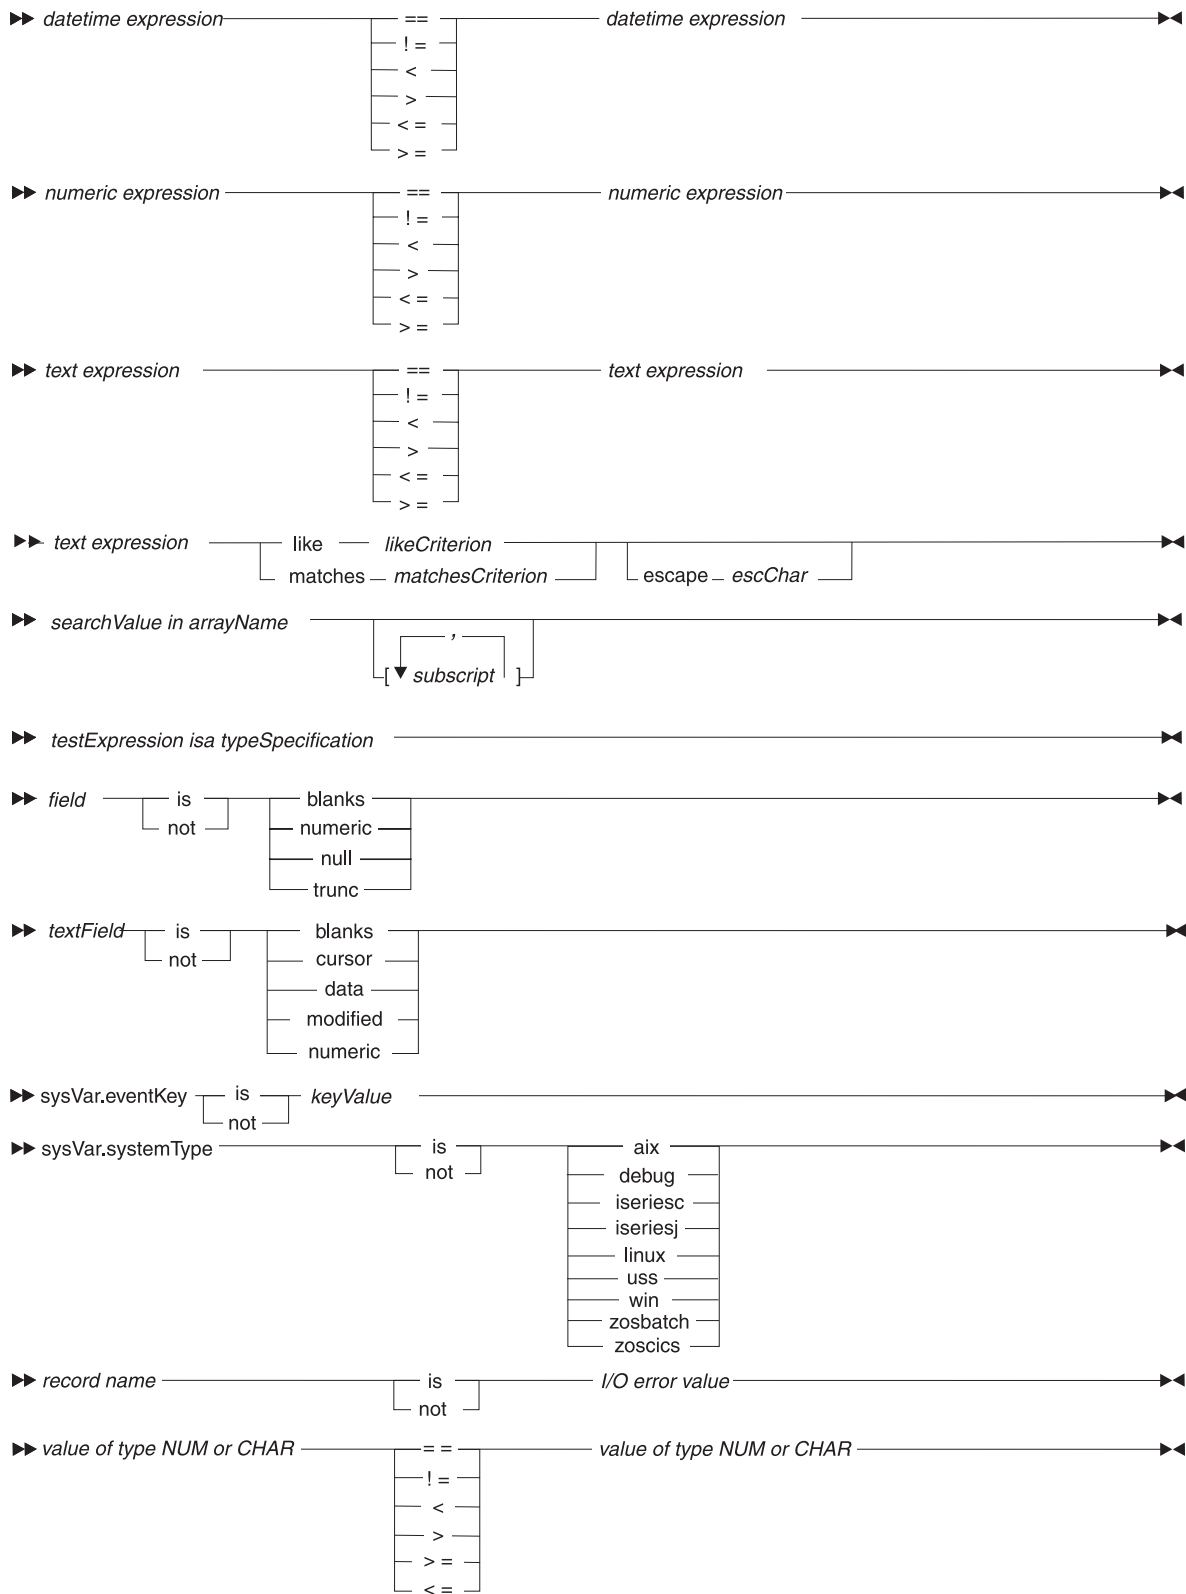 datetime expression == datetime expression
! =
<
>
< =
> =
numeric expression == numeric expression
! =
<
>
< =
> =
text expression == text expression
! =
<
>
< =
> =
text expression like likeCriterion
matches matchesCriterion escape escChar
searchValue in arrayName
,
[ subscript ]
testExpression isa typeSpecification
field is blanks
not numeric
null
trunc
textField is blanks
not cursor
data
modified
numeric
sysVar.eventKey is keyValue
not
sysVar.systemType is aix
not debug
iseriesc
iseriesj
linux
uss
win
zosbatch
zoscics
record name is I/O error value
not
value of type NUM or CHAR = = value of type NUM or CHAR
! =
<
>
> =
< =